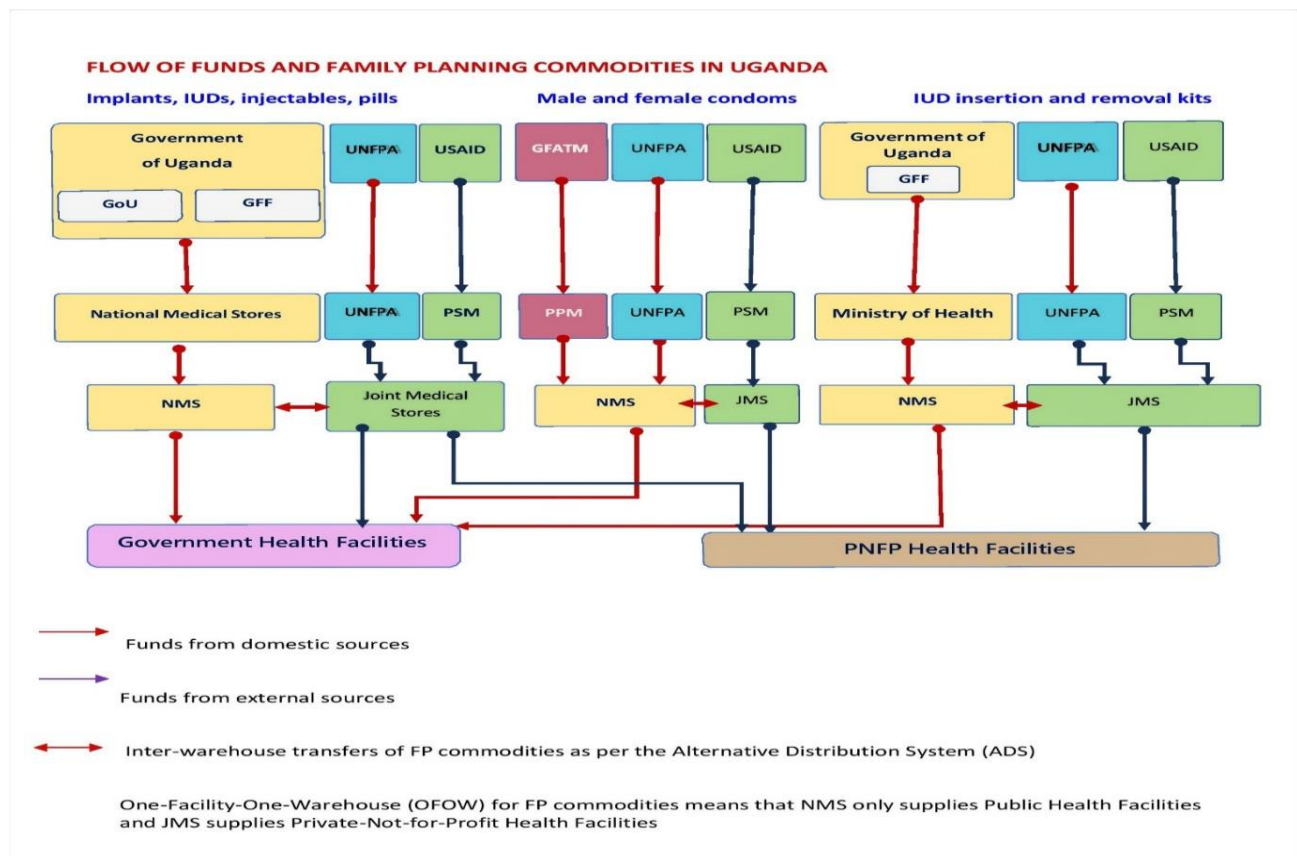 FLOW OF FUNDS AND FAMILY PLANNING COMMODITIES IN UGANDA
Implants, IUDs, injectables, pills
Male and female condoms
IUD insertion and removal kits
Government
of Uganda
GoU
GFF
UNFPA
USAID
GFATM
UNFPA
USAID
Government of
Uganda
GFF
UNFPA
USAID
National Medical Stores
UNFPA
PSM
PPM
UNFPA
PSM
Ministry of Health
UNFPA
PSM
NMS
Joint Medical
Stores
NMS
JMS
NMS
JMS
Government Health Facilities
PNFP Health Facilities
Funds from domestic sources
Funds from external sources
Inter-warehouse transfers of FP commodities as per the Alternative Distribution System (ADS)
One-Facility-One-Warehouse (OFOW) for FP commodities means that NMS only supplies Public Health Facilities
and JMS supplies Private-Not-for-Profit Health Facilities